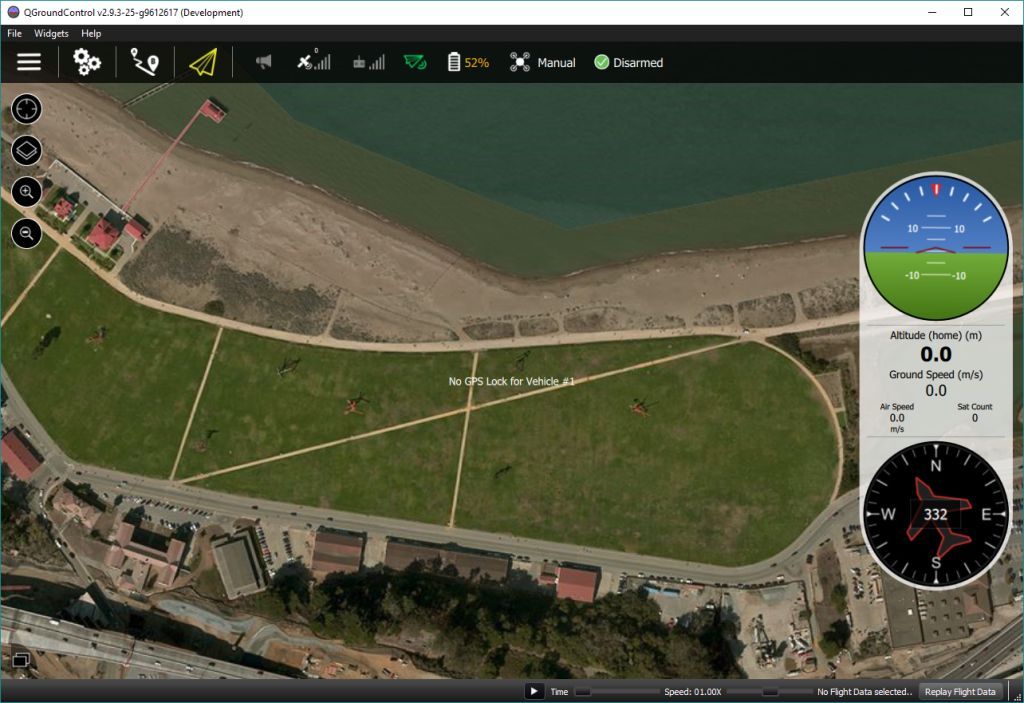 QGroundControl v2.9.3-25-g9612617 (Development)
File Widgets Help
0
52% Manual Disarmed
10 10
-10 -10
Altitude (home) (m)
0.0
Ground Speed (m/s)
0.0
Air Speed Sat Count
0.0 0
m/s
No GPS Lock for Vehicle #1
N
W 332 E
S
Time Speed: 01.00X No Flight Data selected.. Replay Flight Data